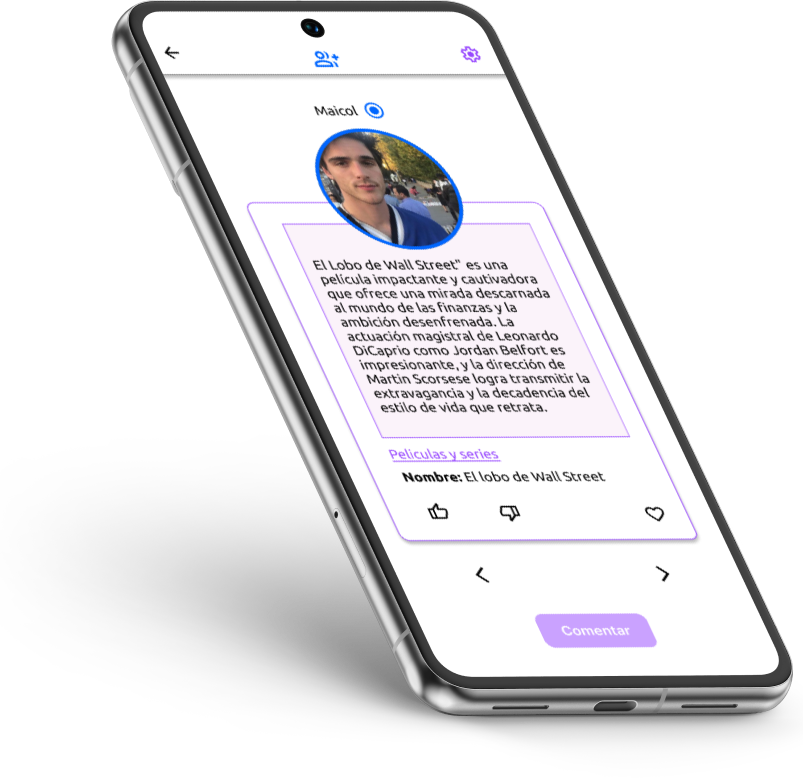 Maicol
El Lobo de Wall Street" es una
película impactante y cautivadora
que ofrece una mirada descarnada
al mundo de las finanzas y la
ambición desenfrenada. La
actuación magistral de Leonardo
DiCaprio como Jordan Belfort es
impresionante, y la dirección de
Martin Scorsese logra transmitir la
extravagancia y la decadencia del
estilo de vida que retrata.
Peliculas y series
Nombre: El lobo de Wall Street
Comentar